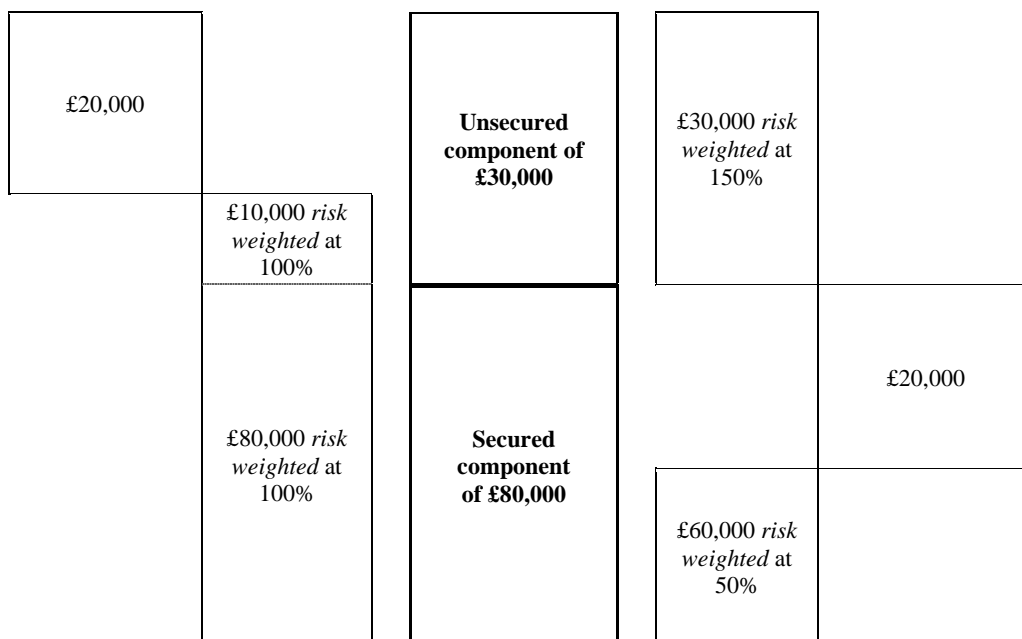 £20,000
£10,000 risk
weighted at
100%
£80,000 risk
weighted at
100%
Unsecured
component of
£30,000
Secured
component
of £80,000
£30,000 risk
weighted at
150%
£20,000
£60,000 risk
weighted at
50%